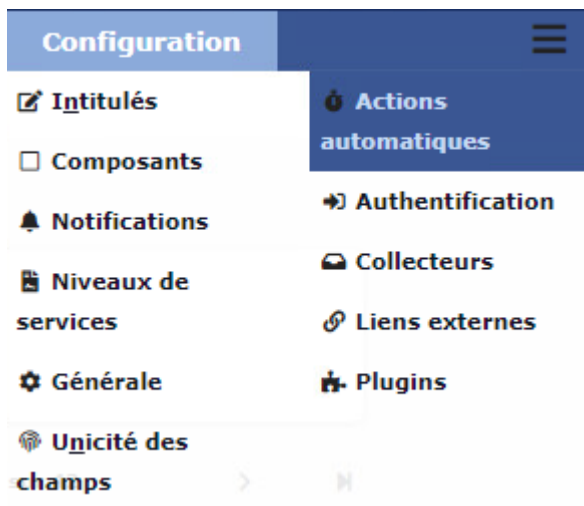 Configuration
Intitulés
Composants
Notifications
Niveaux de
services
Générale
Unicité des
champs
Actions
automatiques
Authentification
Collecteurs
Liens externes
Plugins